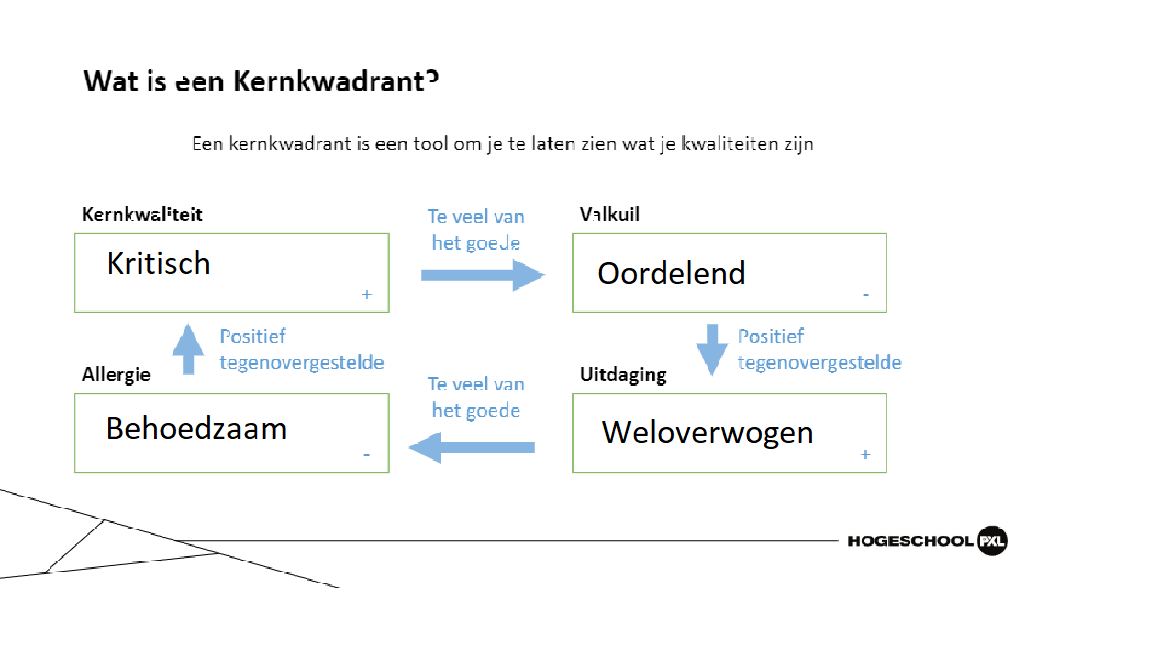 Wat is een Kernkwadrant?
Een kernkwadrant is een tool om je te laten zien wat je kwaliteiten zijn
Kernkwaliteit
Te veel van
het goede
Valkuil
Kritisch
+
Oordelend
-
Positief
tegenovergestelde
Positief
tegenovergestelde
Allergie
Te veel van
het goede
Uitdaging
Behoedzaam
-
Weloverwogen
+
HOGESCHOOL PXL